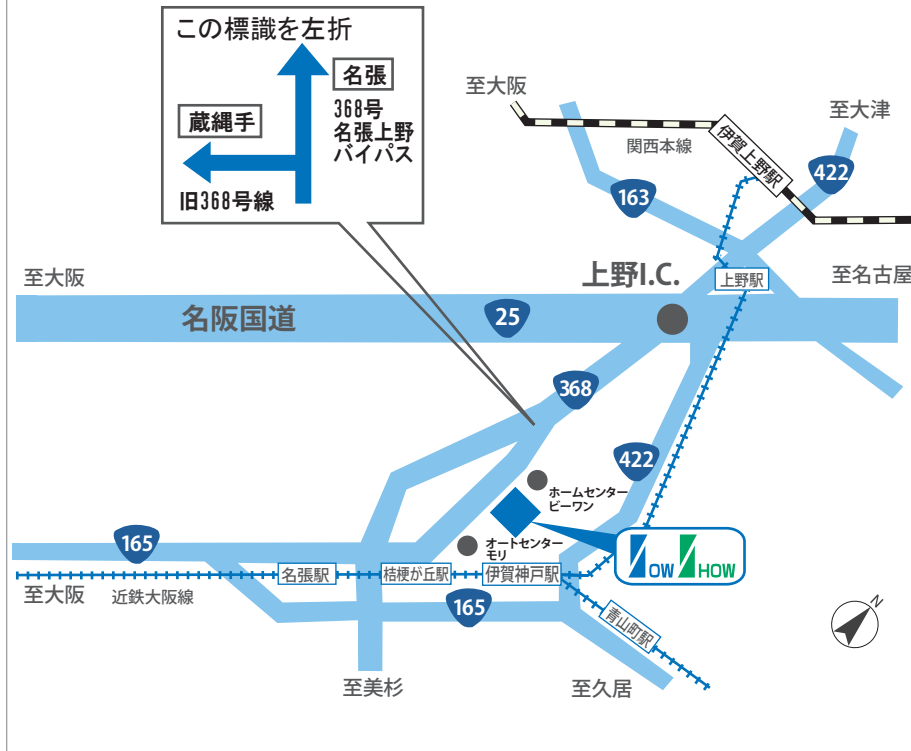 この標識を左折
名張
蔵縄手
368号
名張上野
バイパス
旧368号線
至大阪
至大津
関西本線
伊賀上野駅
422
163
至大阪
上野I.C.
上野駅
至名古屋
名阪国道
25
368
422
ホームセンター
ビーワン
オートセンター
モリ
OW HOW
165
名張駅
桔梗が丘駅
伊賀神戸駅
至大阪
近鉄大阪線
165
青山町駅
N
至美杉
至久居